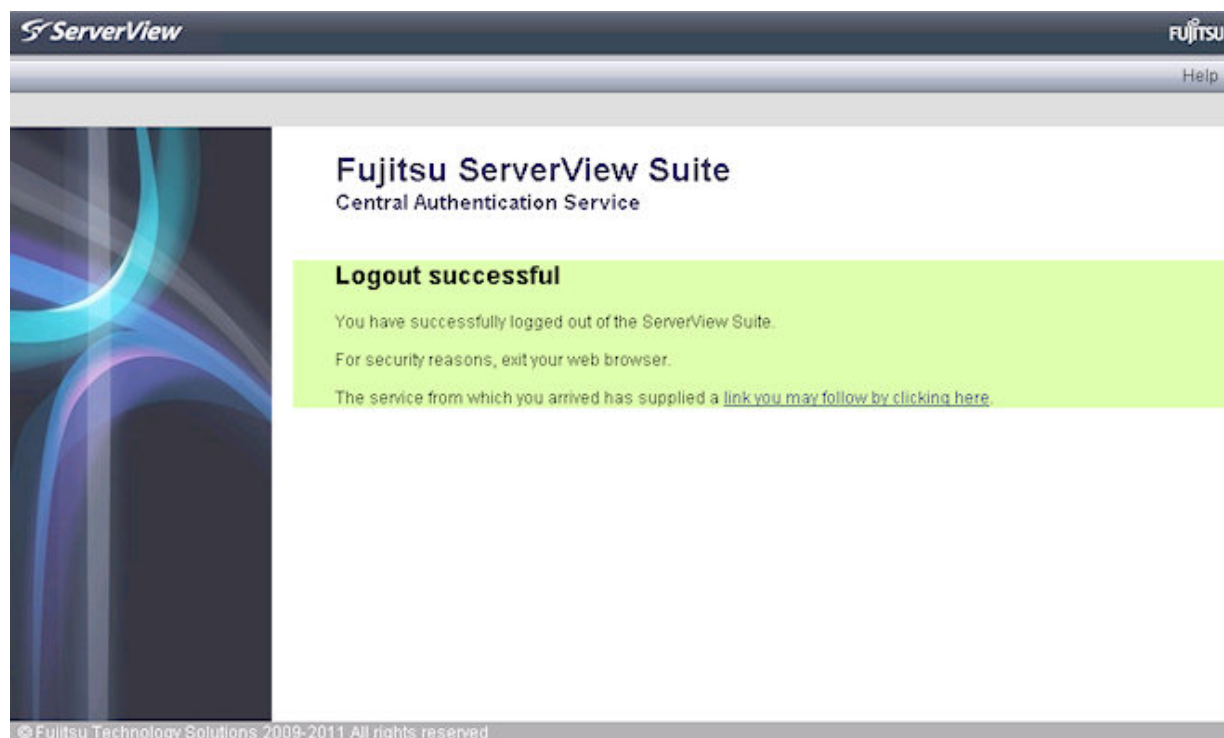 ServerView
FUJITSU
Help
Fujitsu ServerView Suite
Central Authentication Service
Logout successful
You have successfully logged out of the ServerView Suite.
For security reasons, exit your web browser.
The service from which you arrived has supplied a link you may follow by clicking here.
© Fujitsu Technology Solutions 2009-2011 All rights reserved